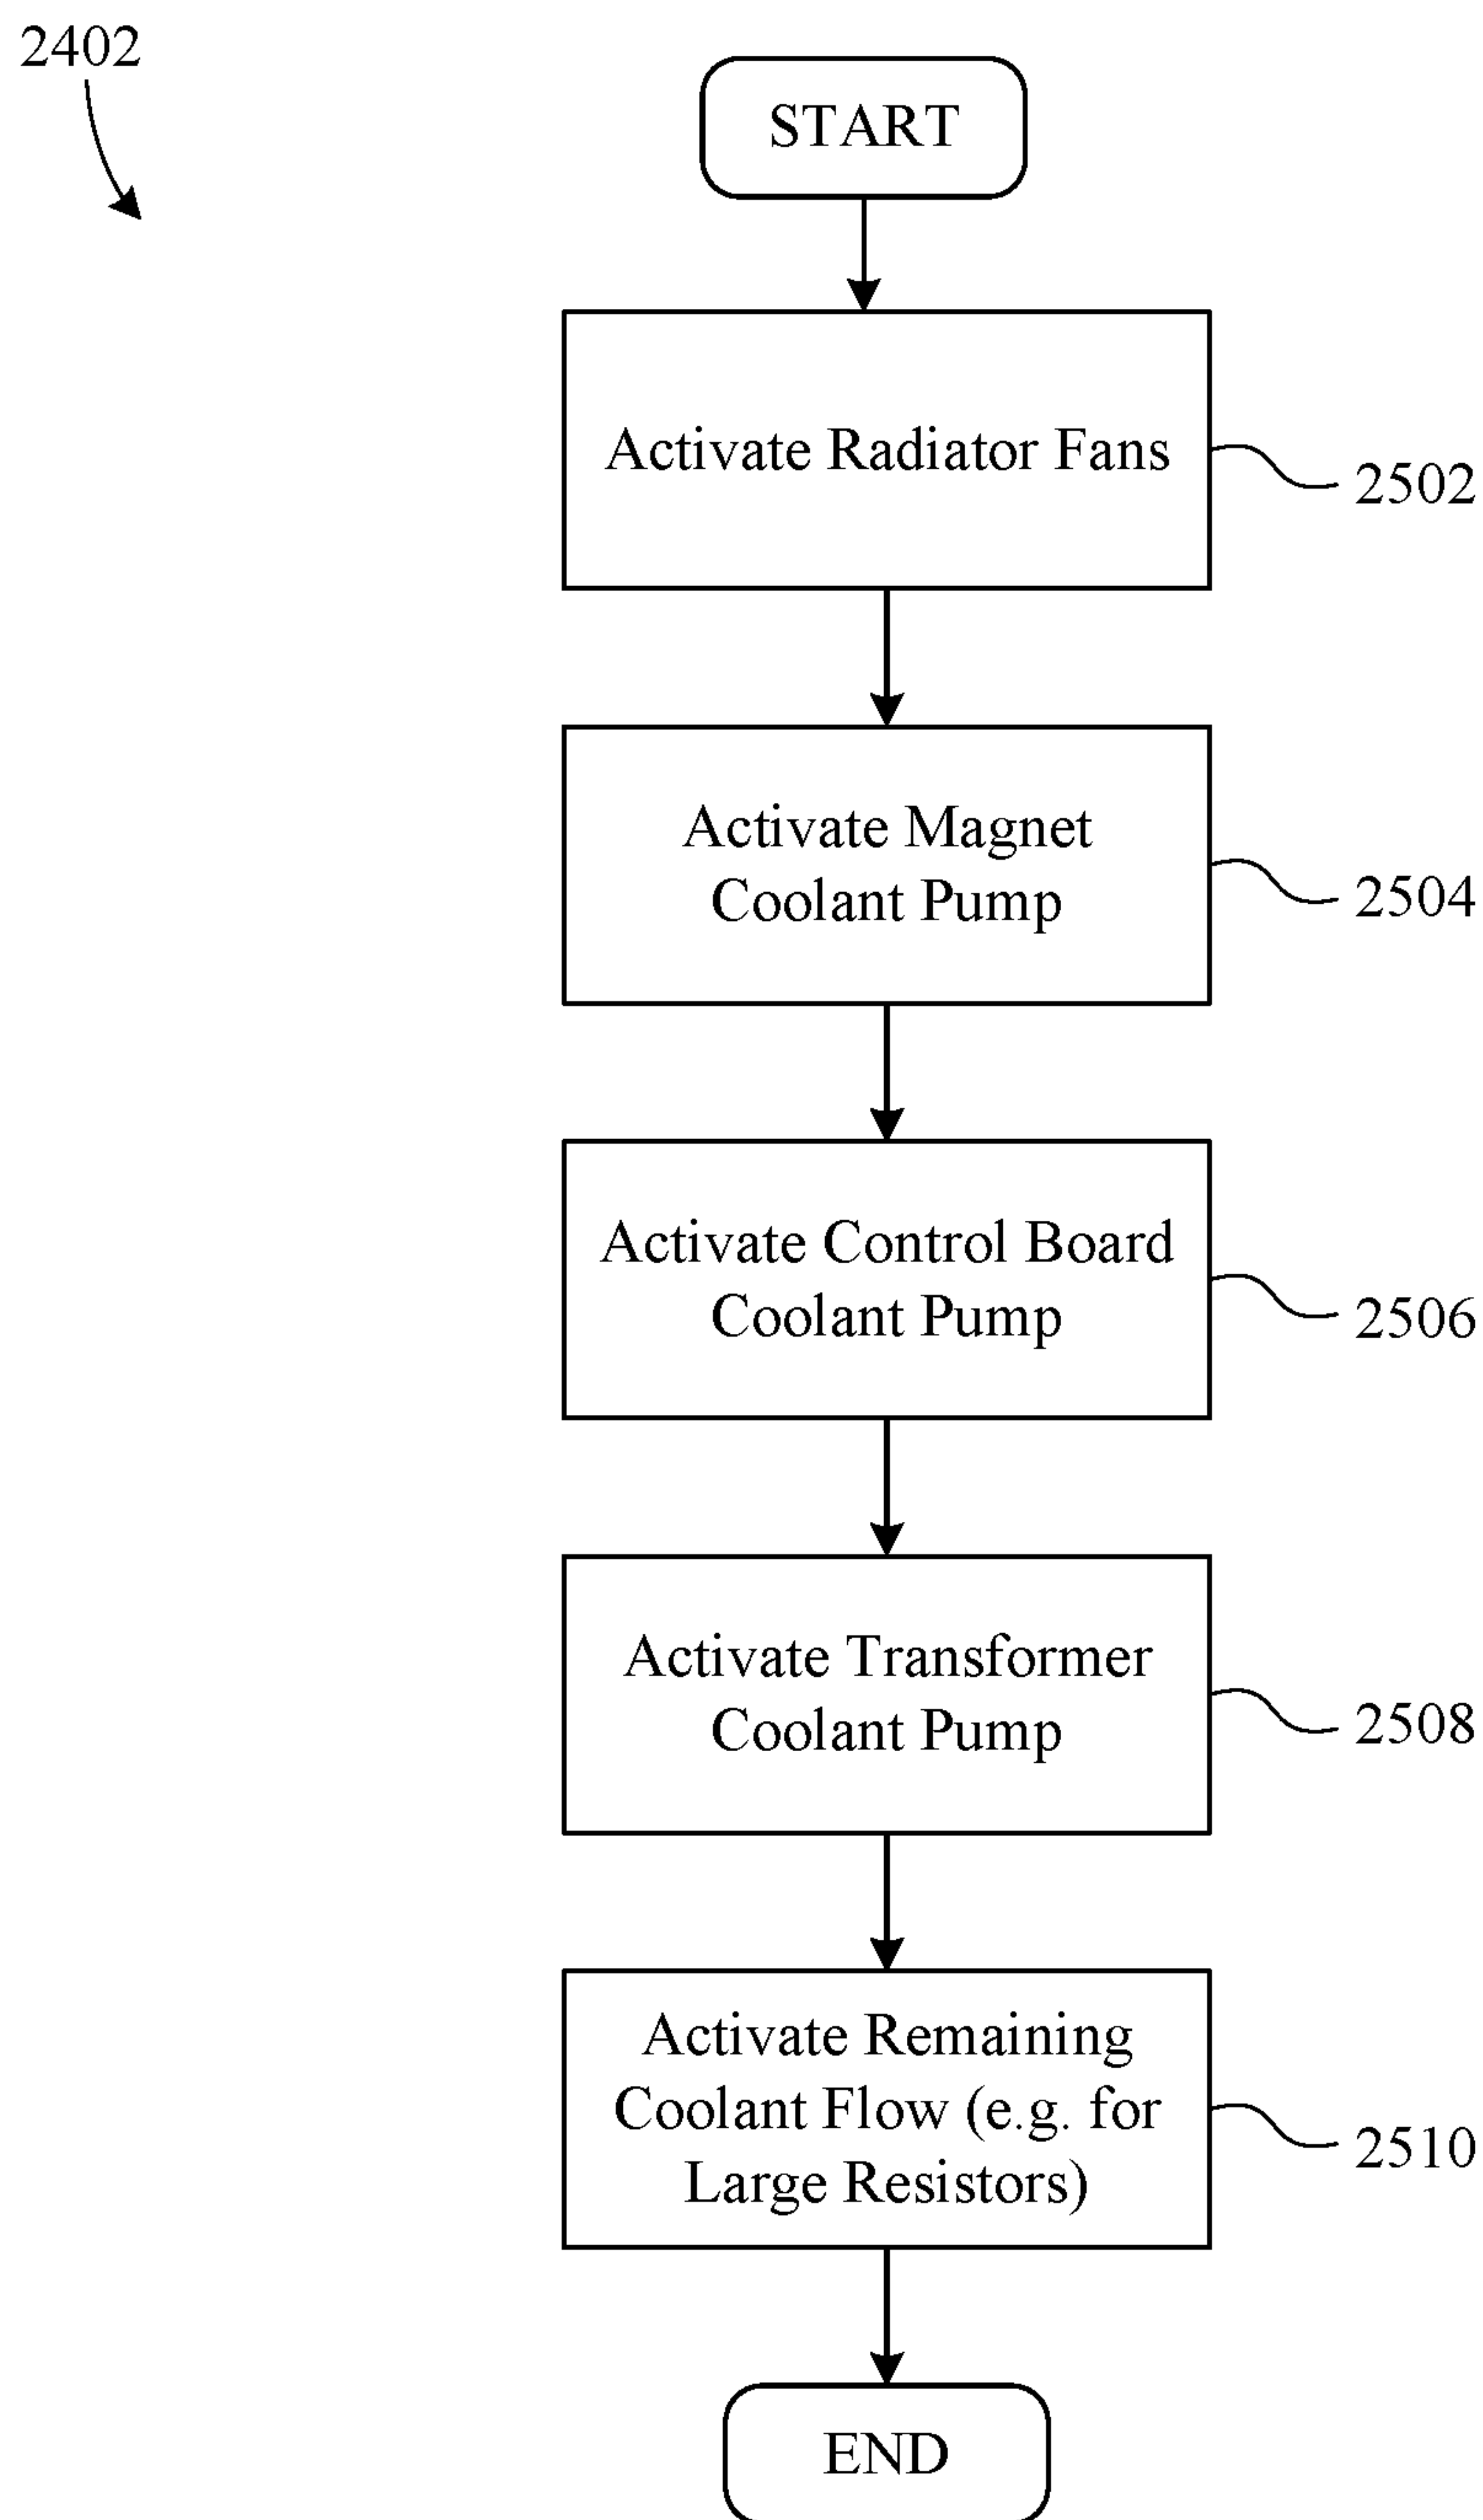 2402
START
Activate Radiator Fans
2502
Activate Magnet
Coolant Pump
2504
Activate Control Board
Coolant Pump
2506
Activate Transformer
Coolant Pump
2508
Activate Remaining
Coolant Flow (e.g. for
Large Resistors)
2510
END